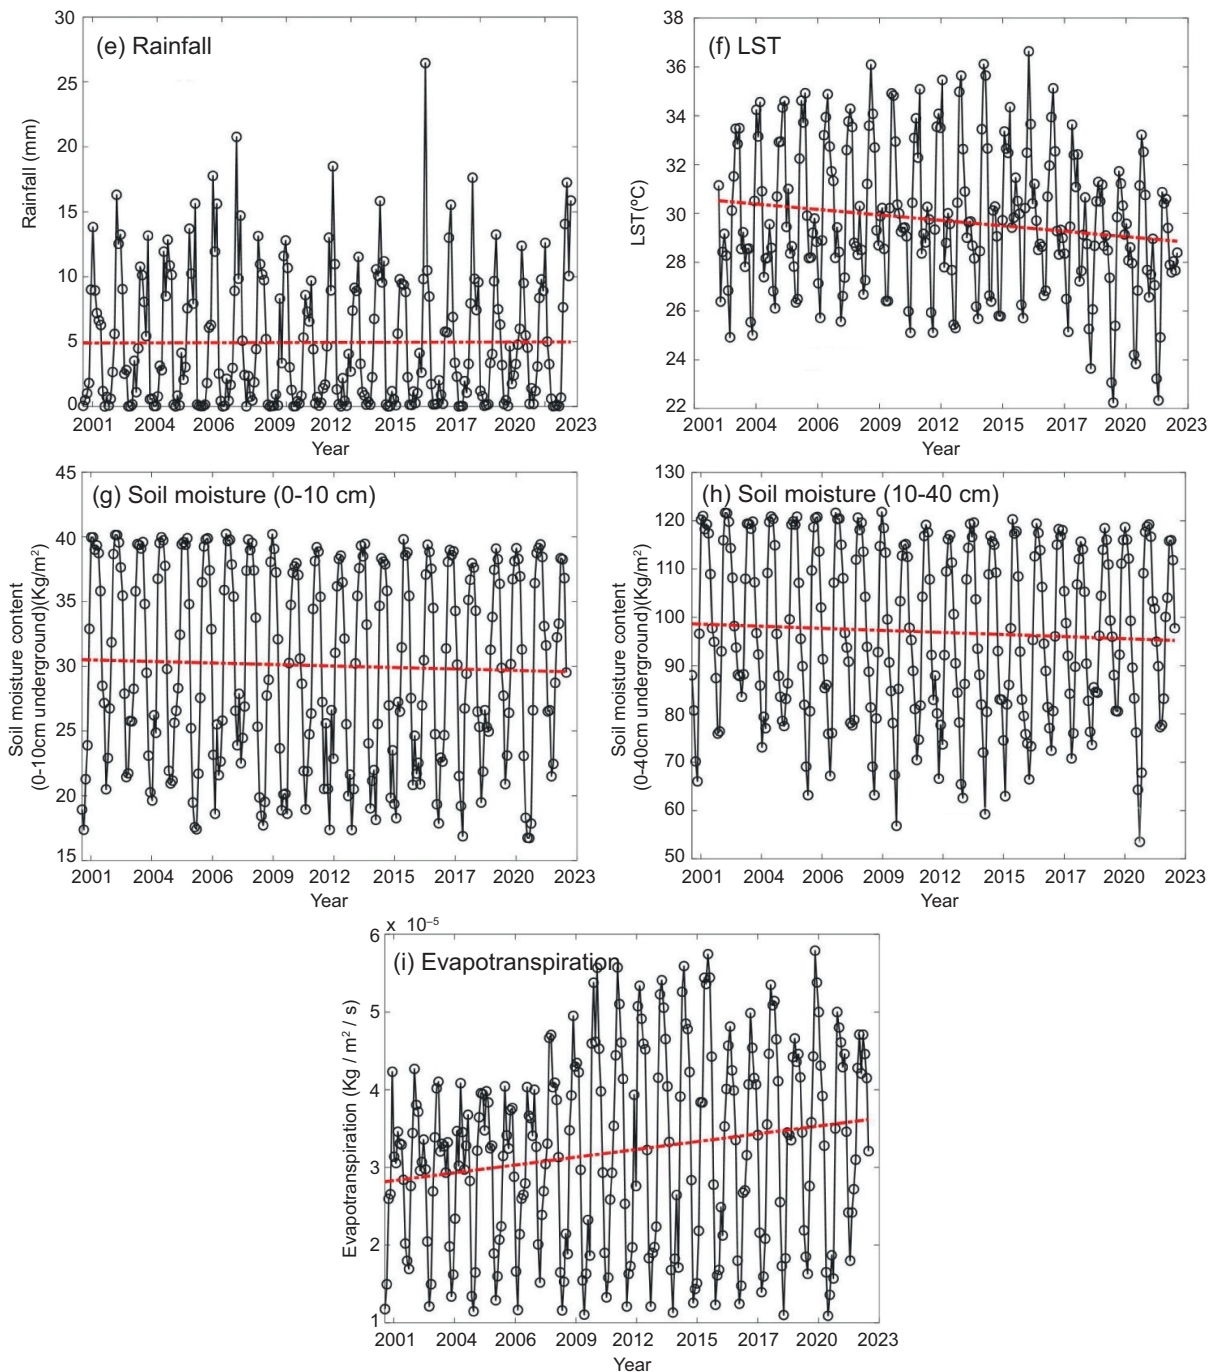 (e) Rainfall
30
25
20
15
10
5
0
Rainfall (mm)
2001 2004 2006 2009 2012 2015 2017 2020 2023
Year
(f) LST
38
36
34
32
30
28
26
24
22
LST(ºC)
2001 2004 2006 2009 2012 2015 2017 2020 2023
Year
(g) Soil moisture (0-10 cm)
45
40
35
30
25
20
15
Soil moisture content
(0-10cm underground)(Kg/m²)
2001 2004 2006 2009 2012 2015 2017 2020 2023
Year
(h) Soil moisture (10-40 cm)
130
120
110
100
90
80
70
60
50
Soil moisture content
(0-40cm underground)(Kg/m²)
2001 2004 2006 2009 2012 2015 2017 2020 2023
Year
x 10⁻⁵
(i) Evapotranspiration
6
5
4
3
2
1
Evapotranspiration (Kg / m² / s)
2001 2004 2006 2009 2012 2015 2017 2020 2023
Year